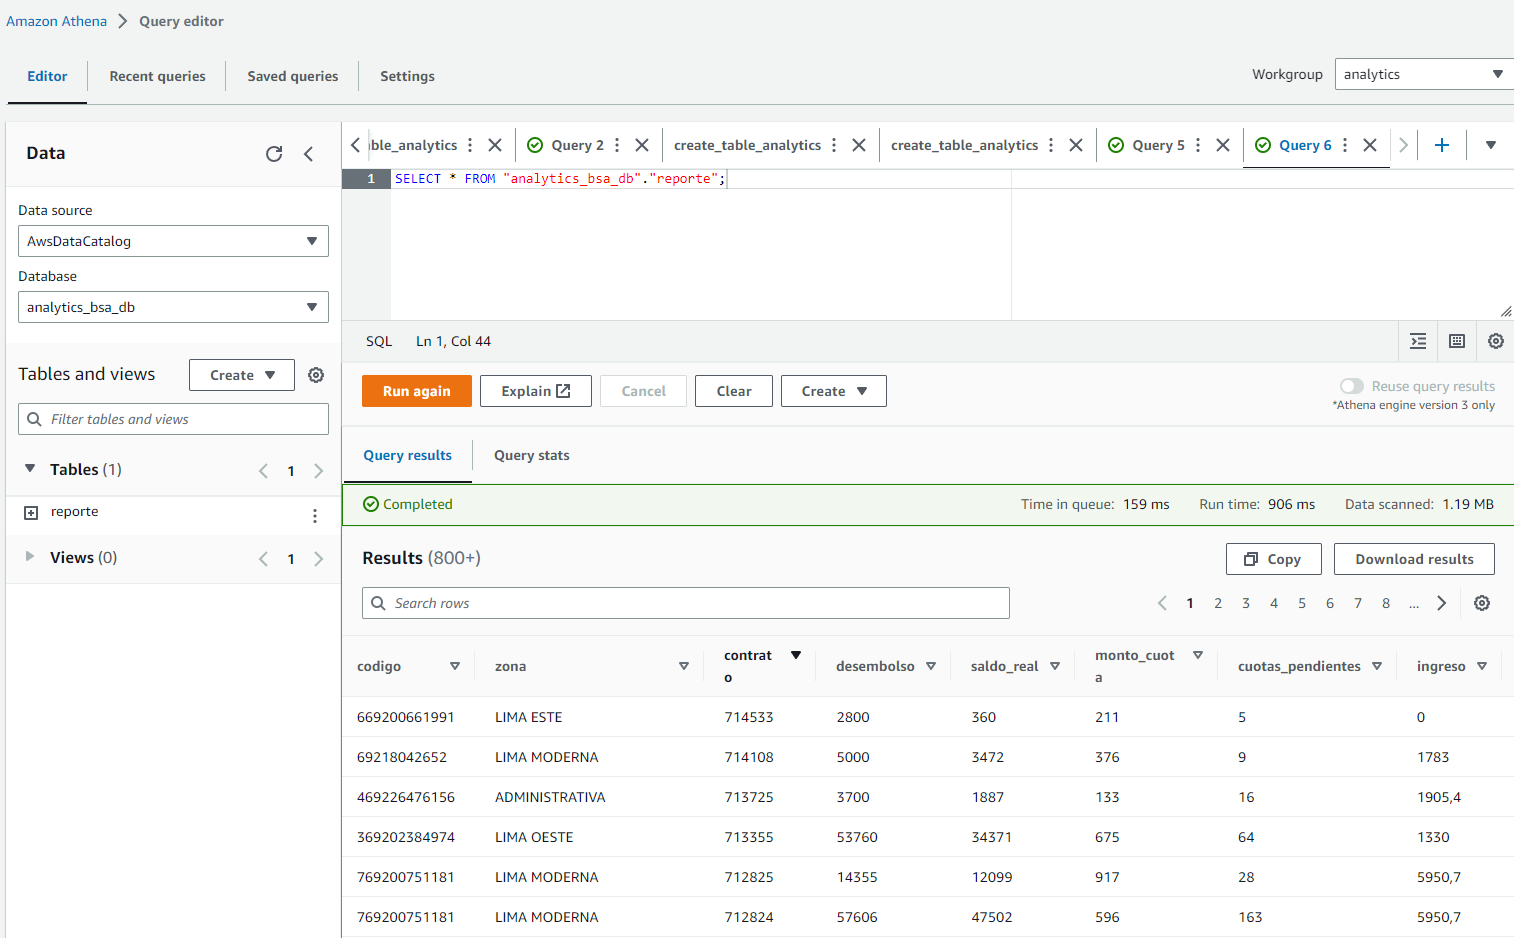 Amazon Athena > Query editor
Editor Recent queries Saved queries Settings
Workgroup analytics
Data
ble_analytics Query 2 create_table_analytics create_table_analytics Query 5 Query 6
1 SELECT * FROM "analytics_bsa_db"."reporte";
Data source
AwsDataCatalog
Database
analytics_bsa_db
SQL Ln 1, Col 44
Tables and views Create
Filter tables and views
Tables (1) 1
reporte
Views (0) 1
Run again Explain Cancel Clear Create
Reuse query results
*Athena engine version 3 only
Query results Query stats
Completed Time in queue: 159 ms Run time: 906 ms Data scanned: 1.19 MB
Results (800+) Copy Download results
Search rows 1 2 3 4 5 6 7 8 ...
codigo zona contrato desembolso saldo_real monto_cuota cuotas_pendientes ingreso
669200661991 LIMA ESTE 714533 2800 360 211 5 0
69218042652 LIMA MODERNA 714108 5000 3472 376 9 1783
469226476156 ADMINISTRATIVA 713725 3700 1887 133 16 1905,4
369202384974 LIMA OESTE 713355 53760 34371 675 64 1330
769200751181 LIMA MODERNA 712825 14355 12099 917 28 5950,7
769200751181 LIMA MODERNA 712824 57606 47502 596 163 5950,7